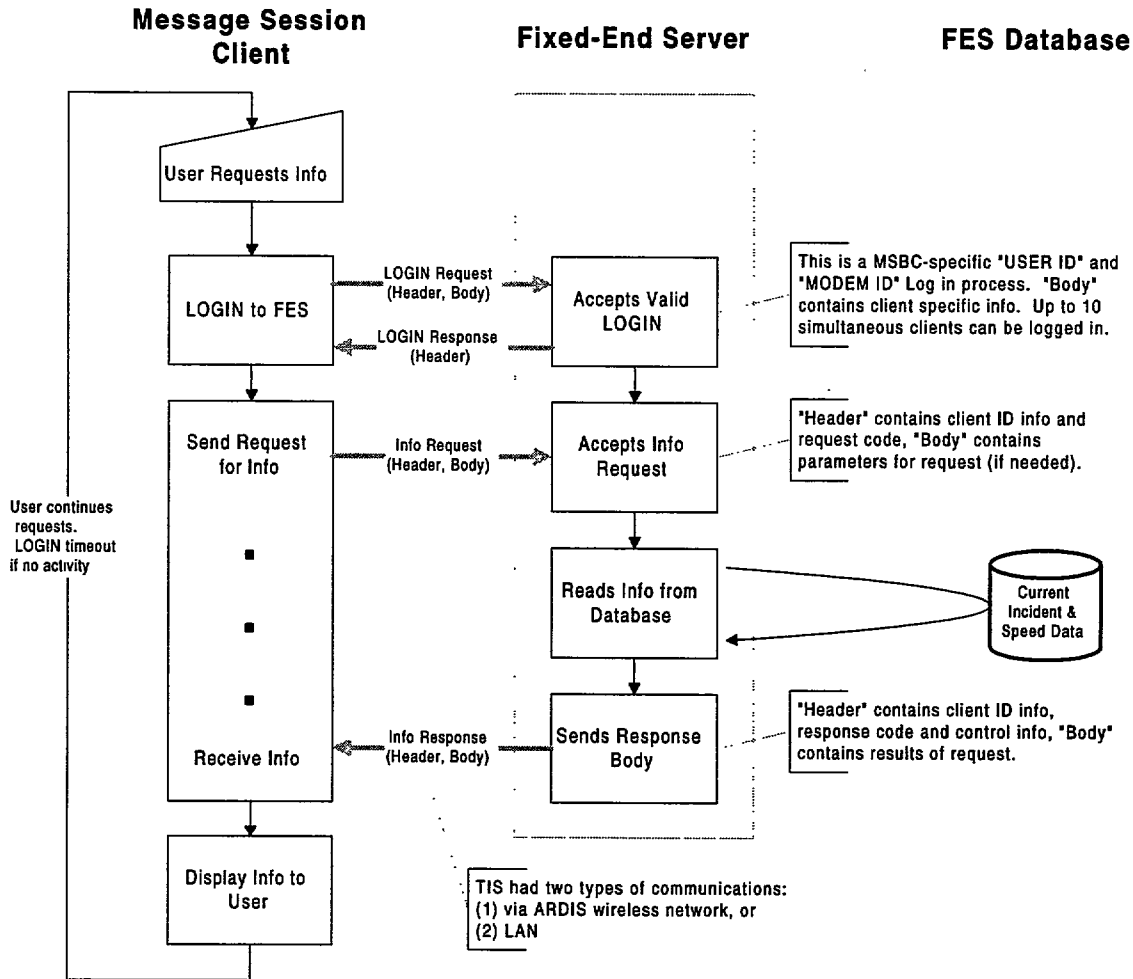 Message Session
Client
Fixed-End Server
FES Database
User Requests Info
LOGIN to FES
LOGIN Request
(Header, Body)
LOGIN Response
(Header)
Accepts Valid
LOGIN
This is a MSBC-specific "USER ID" and
"MODEM ID" Log in process. "Body"
contains client specific info. Up to 10
simultaneous clients can be logged in.
Send Request
for Info
Info Request
(Header, Body)
Accepts Info
Request
"Header" contains client ID info and
request code, "Body" contains
parameters for request (if needed).
User continues
requests.
LOGIN timeout
if no activity
Reads Info from
Database
Current
Incident &
Speed Data
Receive Info
Info Response
(Header, Body)
Sends Response
Body
"Header" contains client ID info,
response code and control info, "Body"
contains results of request.
Display Info to
User
TIS had two types of communications:
(1) via ARDIS wireless network, or
(2) LAN